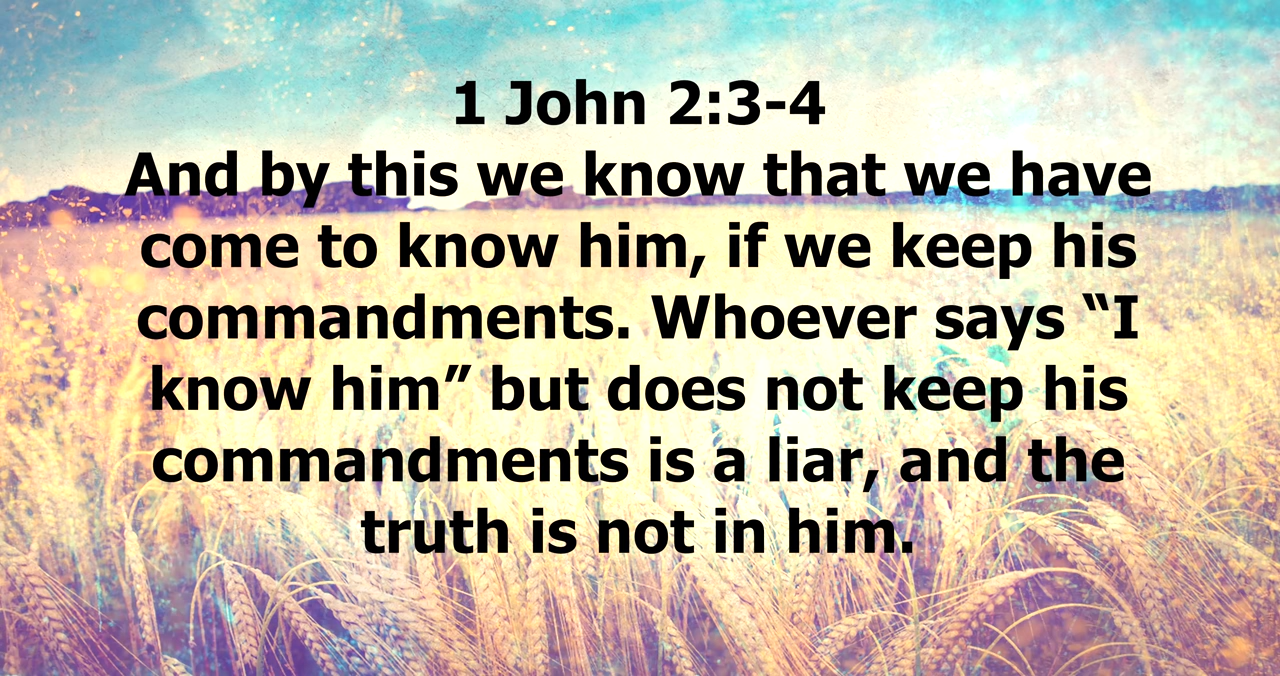 1 John 2:3-4
And by this we know that we have
come to know him, if we keep his
commandments. Whoever says “I
know him” but does not keep his
commandments is a liar, and the
truth is not in him.